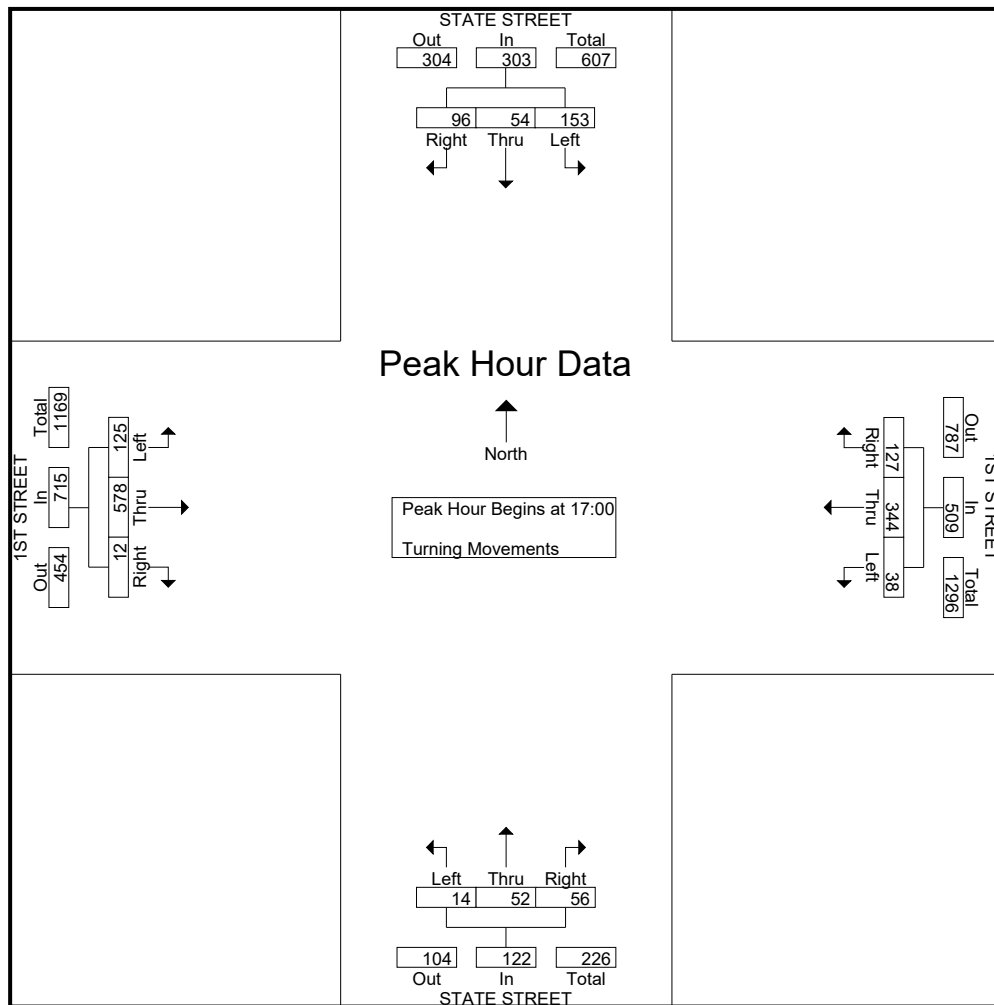 STATE STREET
Out In Total
304 303 607
96 54 153
Right Thru Left
Peak Hour Data
North
Peak Hour Begins at 17:00
Turning Movements
1ST STREET
Out In Total
454 715 1169
12 578 125
Right Thru Left
1ST STREET
Out In Total
787 509 1296
127 344 38
Right Thru Left
Left Thru Right
14 52 56
104 122 226
Out In Total
STATE STREET